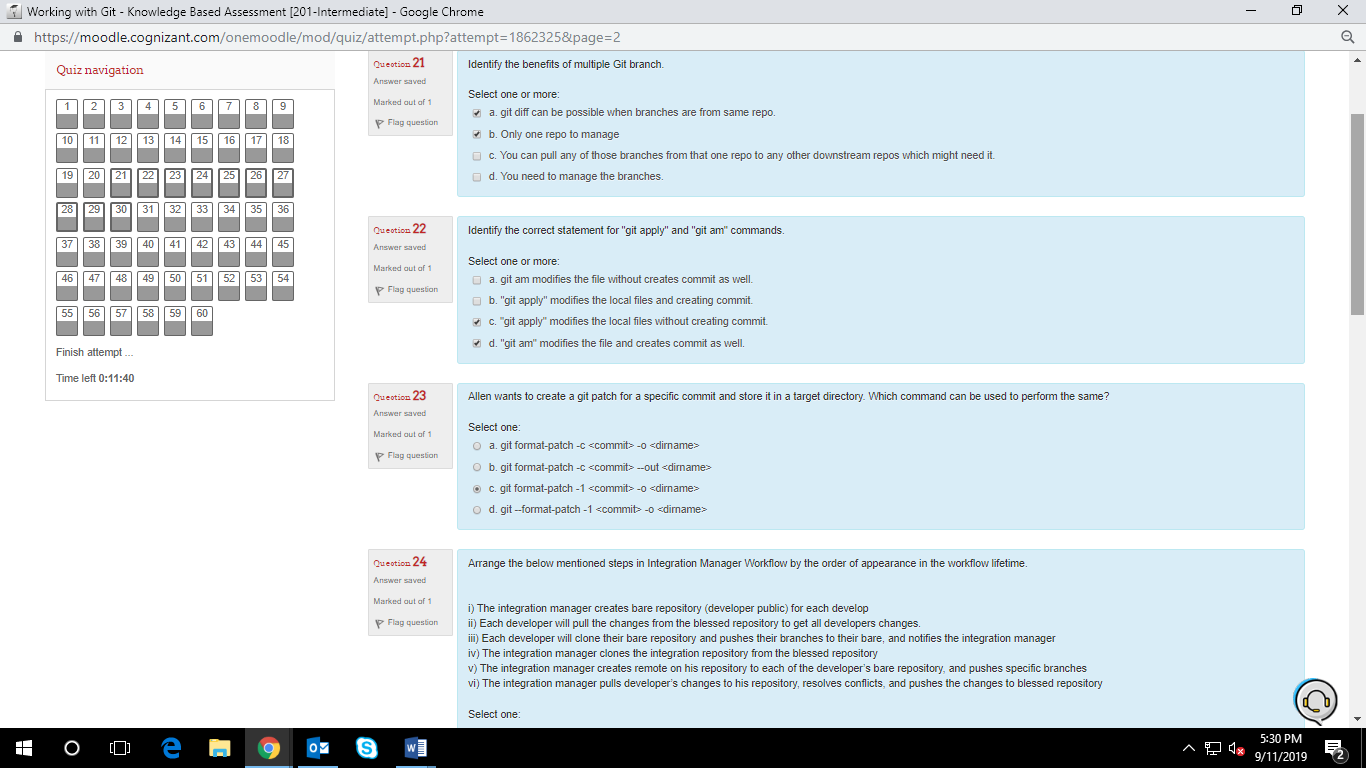 Working with Git - Knowledge Based Assessment [201-Intermediate] - Google Chrome
https://moodle.cognizant.com/onemoodle/mod/quiz/attempt.php?attempt=18623258&page=2
Quiz navigation
1 2 3 4 5 6 7 8 9
10 11 12 13 14 15 16 17 18
19 20 21 22 23 24 25 26 27
28 29 30 31 32 33 34 35 36
37 38 39 40 41 42 43 44 45
46 47 48 49 50 51 52 53 54
55 56 57 58 59 60
Finish attempt ...
Time left 0:11:40
Question 21
Answer saved
Marked out of 1
Flag question
Identify the benefits of multiple Git branch.
Select one or more:
a. git diff can be possible when branches are from same repo.
b. Only one repo to manage
c. You can pull any of those branches from that one repo to any other downstream repos which might need it.
d. You need to manage the branches.
Question 22
Answer saved
Marked out of 1
Flag question
Identify the correct statement for "git apply" and "git am" commands.
Select one or more:
a. git am modifies the file without creates commit as well.
b. "git apply" modifies the local files and creating commit.
c. "git apply" modifies the local files without creating commit.
d. "git am" modifies the file and creates commit as well.
Question 23
Answer saved
Marked out of 1
Flag question
Allen wants to create a git patch for a specific commit and store it in a target directory. Which command can be used to perform the same?
Select one:
a. git format-patch -c <commit> -o <dirname>
b. git format-patch -c <commit> --out <dirname>
c. git format-patch -1 <commit> -o <dirname>
d. git --format-patch -1 <commit> -o <dirname>
Question 24
Answer saved
Marked out of 1
Flag question
Arrange the below mentioned steps in Integration Manager Workflow by the order of appearance in the workflow lifetime.
i) The integration manager creates bare repository (developer public) for each develop
ii) Each developer will pull the changes from the blessed repository to get all developers changes.
iii) Each developer will clone their bare repository and pushes their branches to their bare, and notifies the integration manager
iv) The integration manager clones the integration repository from the blessed repository
v) The integration manager creates remote on his repository to each of the developer's bare repository, and pushes specific branches
vi) The integration manager pulls developer's changes to his repository, resolves conflicts, and pushes the changes to blessed repository
Select one:
5:30 PM
9/11/2019
2